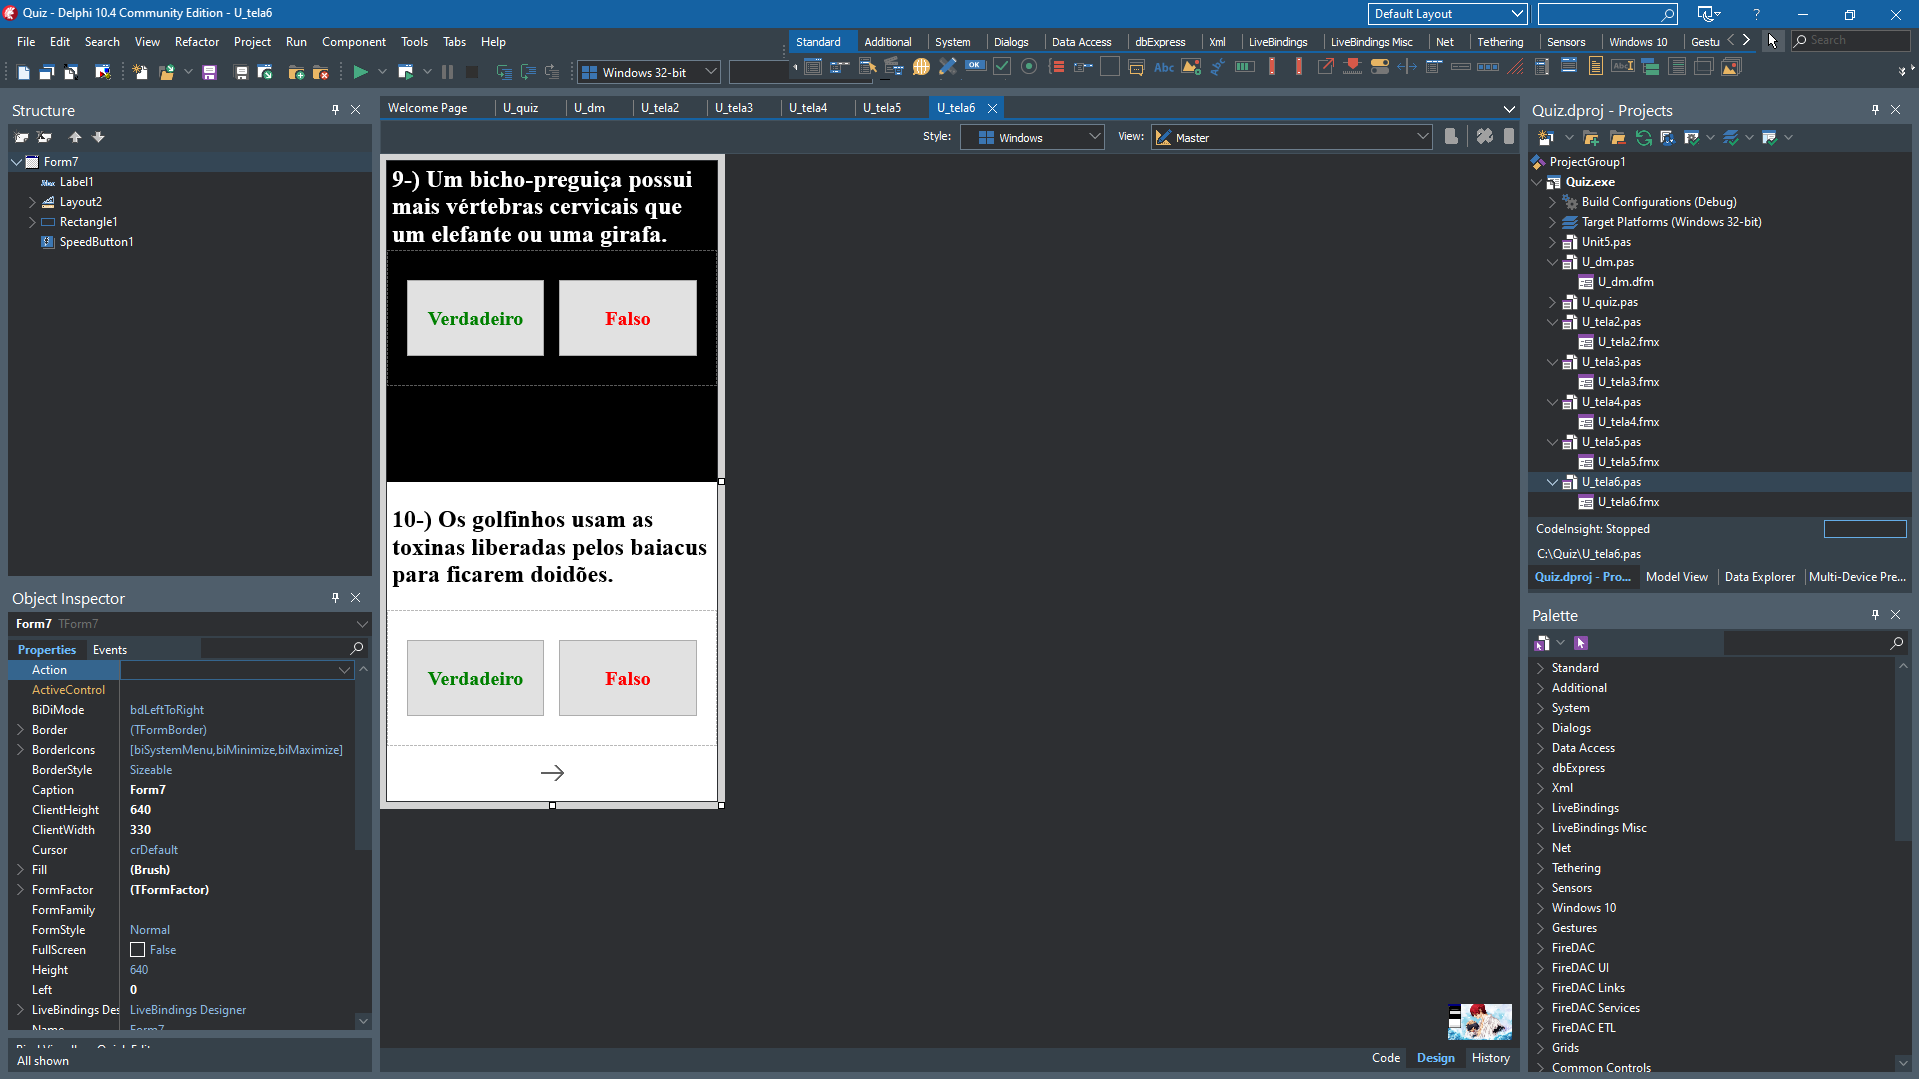 Quiz - Delphi 10.4 Community Edition - U_tela6
Default Layout
File Edit Search View Refactor Project Run Component Tools Tabs Help
Standard Additional System Dialogs Data Access dbExpress Xml LiveBindings LiveBindings Misc Net Tethering Sensors Windows 10 Gestu
Search
Windows 32-bit
OK
Abc
Structure
Form7
Label1
Layout2
Rectangle1
SpeedButton1
Object Inspector
Form7 TForm7
Properties Events
Action
ActiveControl
BiDiMode bdLeftToRight
Border (TFormBorder)
BorderIcons [biSystemMenu,biMinimize,biMaximize]
BorderStyle Sizeable
Caption Form7
ClientHeight 640
ClientWidth 330
Cursor crDefault
Fill (Brush)
FormFactor (TFormFactor)
FormFamily
FormStyle Normal
FullScreen False
Height 640
Left 0
LiveBindings Des LiveBindings Designer
Name Form7
All shown
Welcome Page U_quiz U_dm U_tela2 U_tela3 U_tela4 U_tela5 U_tela6
Style: Windows View: Master
9-) Um bicho-preguiça possui
mais vértebras cervicais que
um elefante ou uma girafa.
Verdadeiro Falso
10-) Os golfinhos usam as
toxinas liberadas pelos baiacus
para ficarem doidões.
Verdadeiro Falso
Code Design History
Quiz.dproj - Projects
ProjectGroup1
Quiz.exe
Build Configurations (Debug)
Target Platforms (Windows 32-bit)
Unit5.pas
U_dm.pas
U_dm.dfm
U_quiz.pas
U_tela2.pas
U_tela2.fmx
U_tela3.pas
U_tela3.fmx
U_tela4.pas
U_tela4.fmx
U_tela5.pas
U_tela5.fmx
U_tela6.pas
U_tela6.fmx
CodeInsight: Stopped
C:\Quiz\U_tela6.pas
Quiz.dproj - Pro... Model View Data Explorer Multi-Device Pre...
Palette
Standard
Additional
System
Dialogs
Data Access
dbExpress
Xml
LiveBindings
LiveBindings Misc
Net
Tethering
Sensors
Windows 10
Gestures
FireDAC
FireDAC UI
FireDAC Links
FireDAC Services
FireDAC ETL
Grids
Common Controls